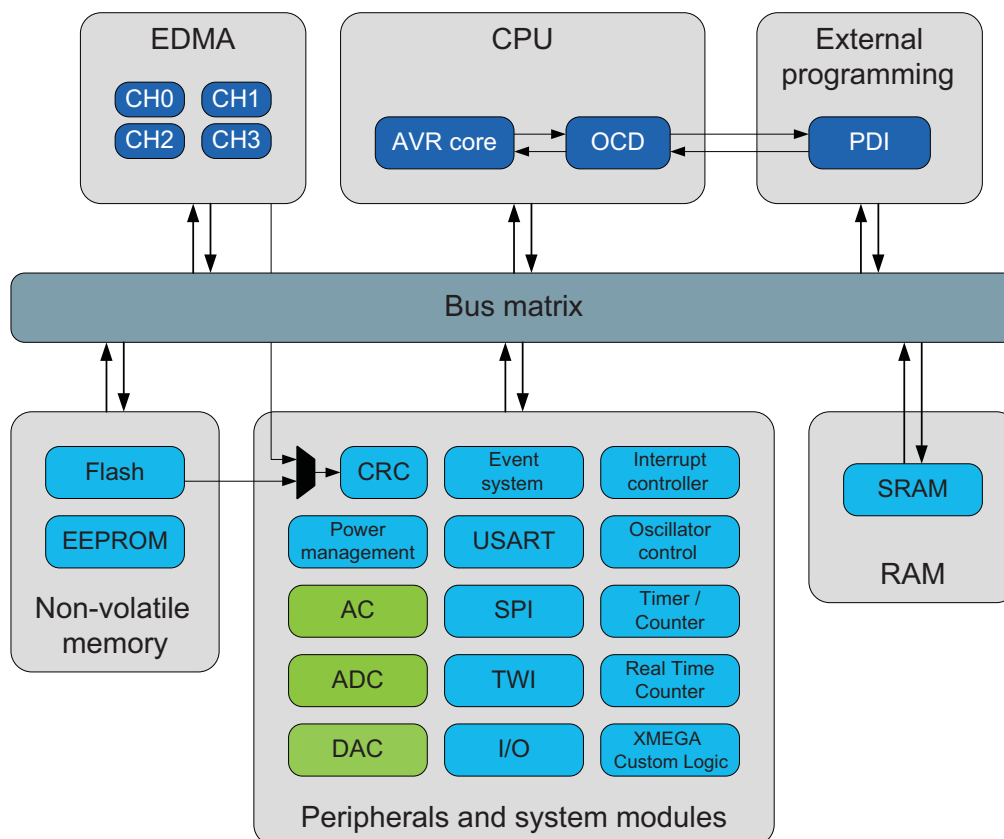 EDMA
CH0
CH1
CH2
CH3
CPU
AVR core
OCD
External
programming
PDI
Bus matrix
Flash
EEPROM
Non-volatile
memory
CRC
Event
system
Interrupt
controller
Power
management
USART
Oscillator
control
AC
SPI
Timer /
Counter
ADC
TWI
Real Time
Counter
DAC
I/O
XMEGA
Custom Logic
Peripherals and system modules
SRAM
RAM